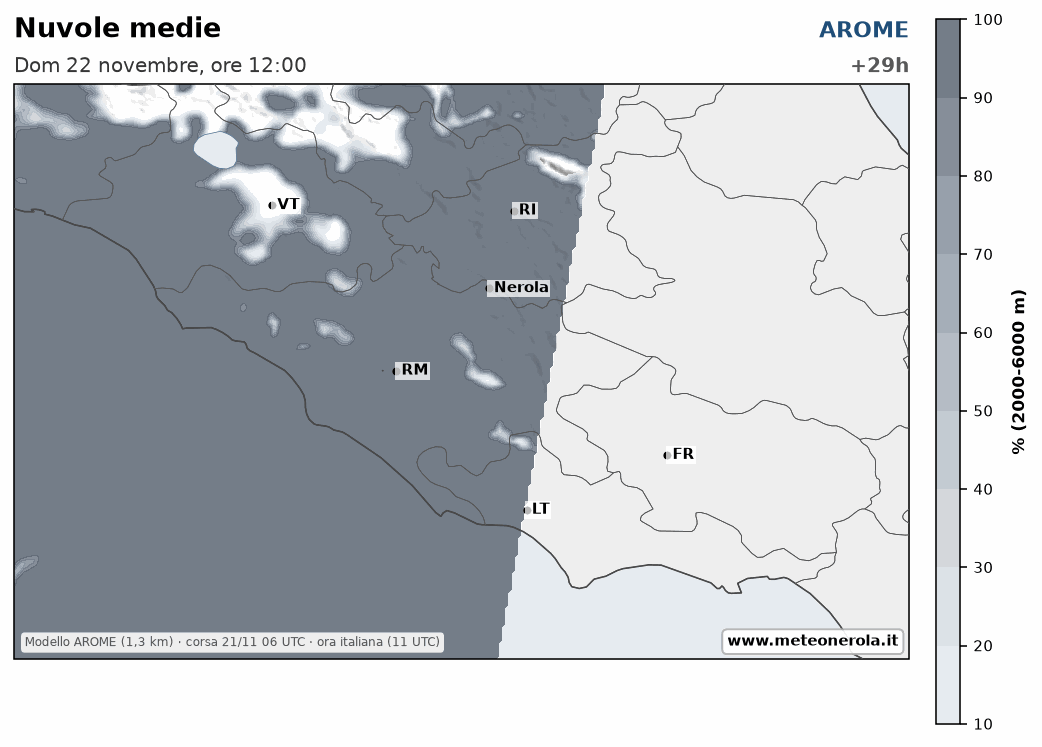 Nuvole medie
AROME
Dom 22 novembre, ore 12:00
+29h
VT
RI
Nerola
RM
FR
LT
Modello AROME (1,3 km) · corsa 21/11 06 UTC · ora italiana (11 UTC)
www.meteonerola.it
100
90
80
70
60
50
40
30
20
10
% (2000-6000 m)